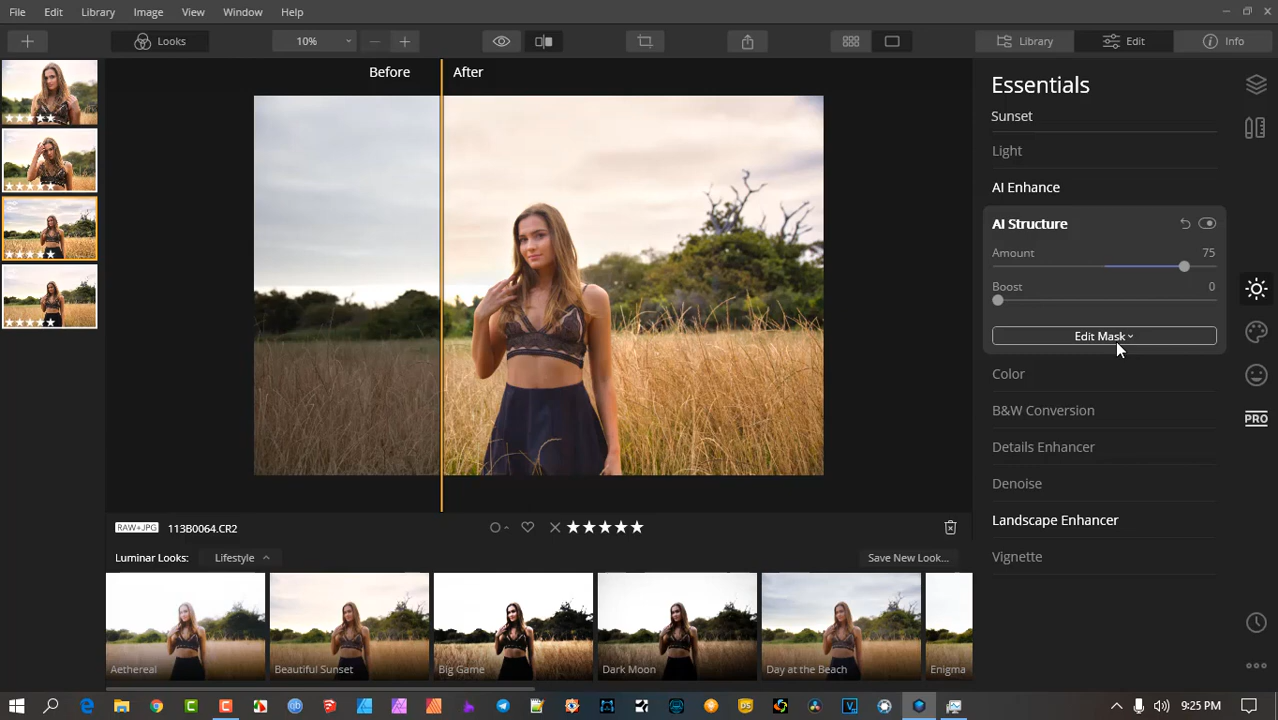 File Edit Library Image View Window Help
Looks 10% Library Edit Info
Before After
Essentials
Sunset
Light
AI Enhance
AI Structure
Amount 75
Boost 0
Edit Mask
Color
B&W Conversion
Details Enhancer
Denoise
Landscape Enhancer
Vignette
PRO
RAW+JPG 113B0064.CR2
Luminar Looks: Lifestyle Save New Look...
Aethereal Beautiful Sunset Big Game Dark Moon Day at the Beach Enigma
9:25 PM